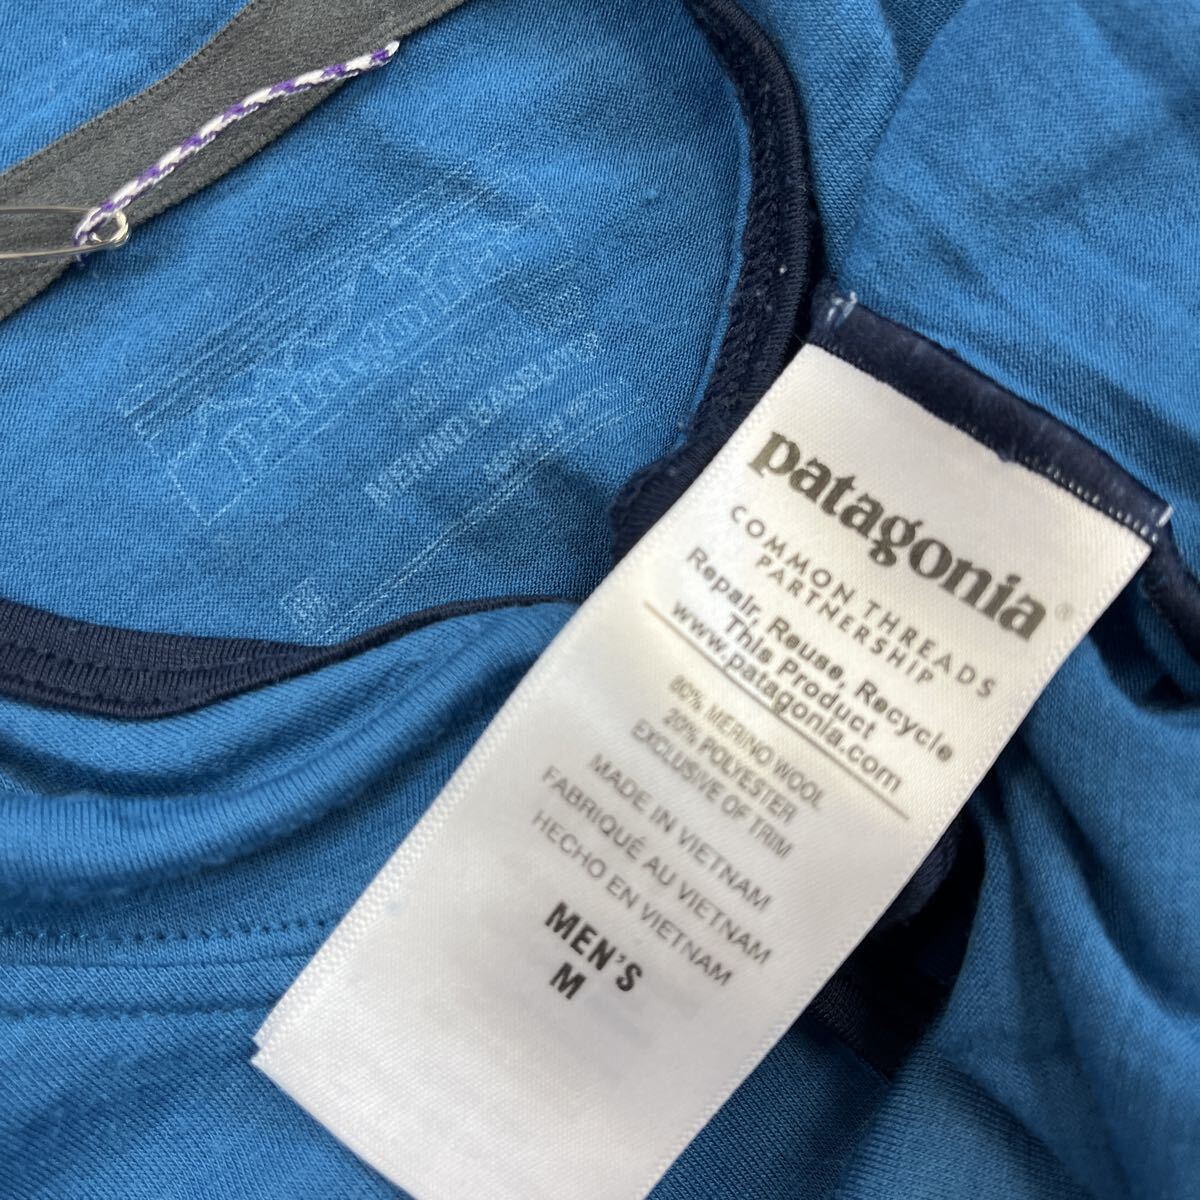 patagonia®
COMMON THREADS
PARTNERSHIP
Repair, Reuse, Recycle
This Product
www.patagonia.com
80% MERINO WOOL
20% POLYESTER
EXCLUSIVE OF TRIM
MADE IN VIETNAM
FABRIQUÉ AU VIETNAM
HECHO EN VIETNAM
MEN'S
M